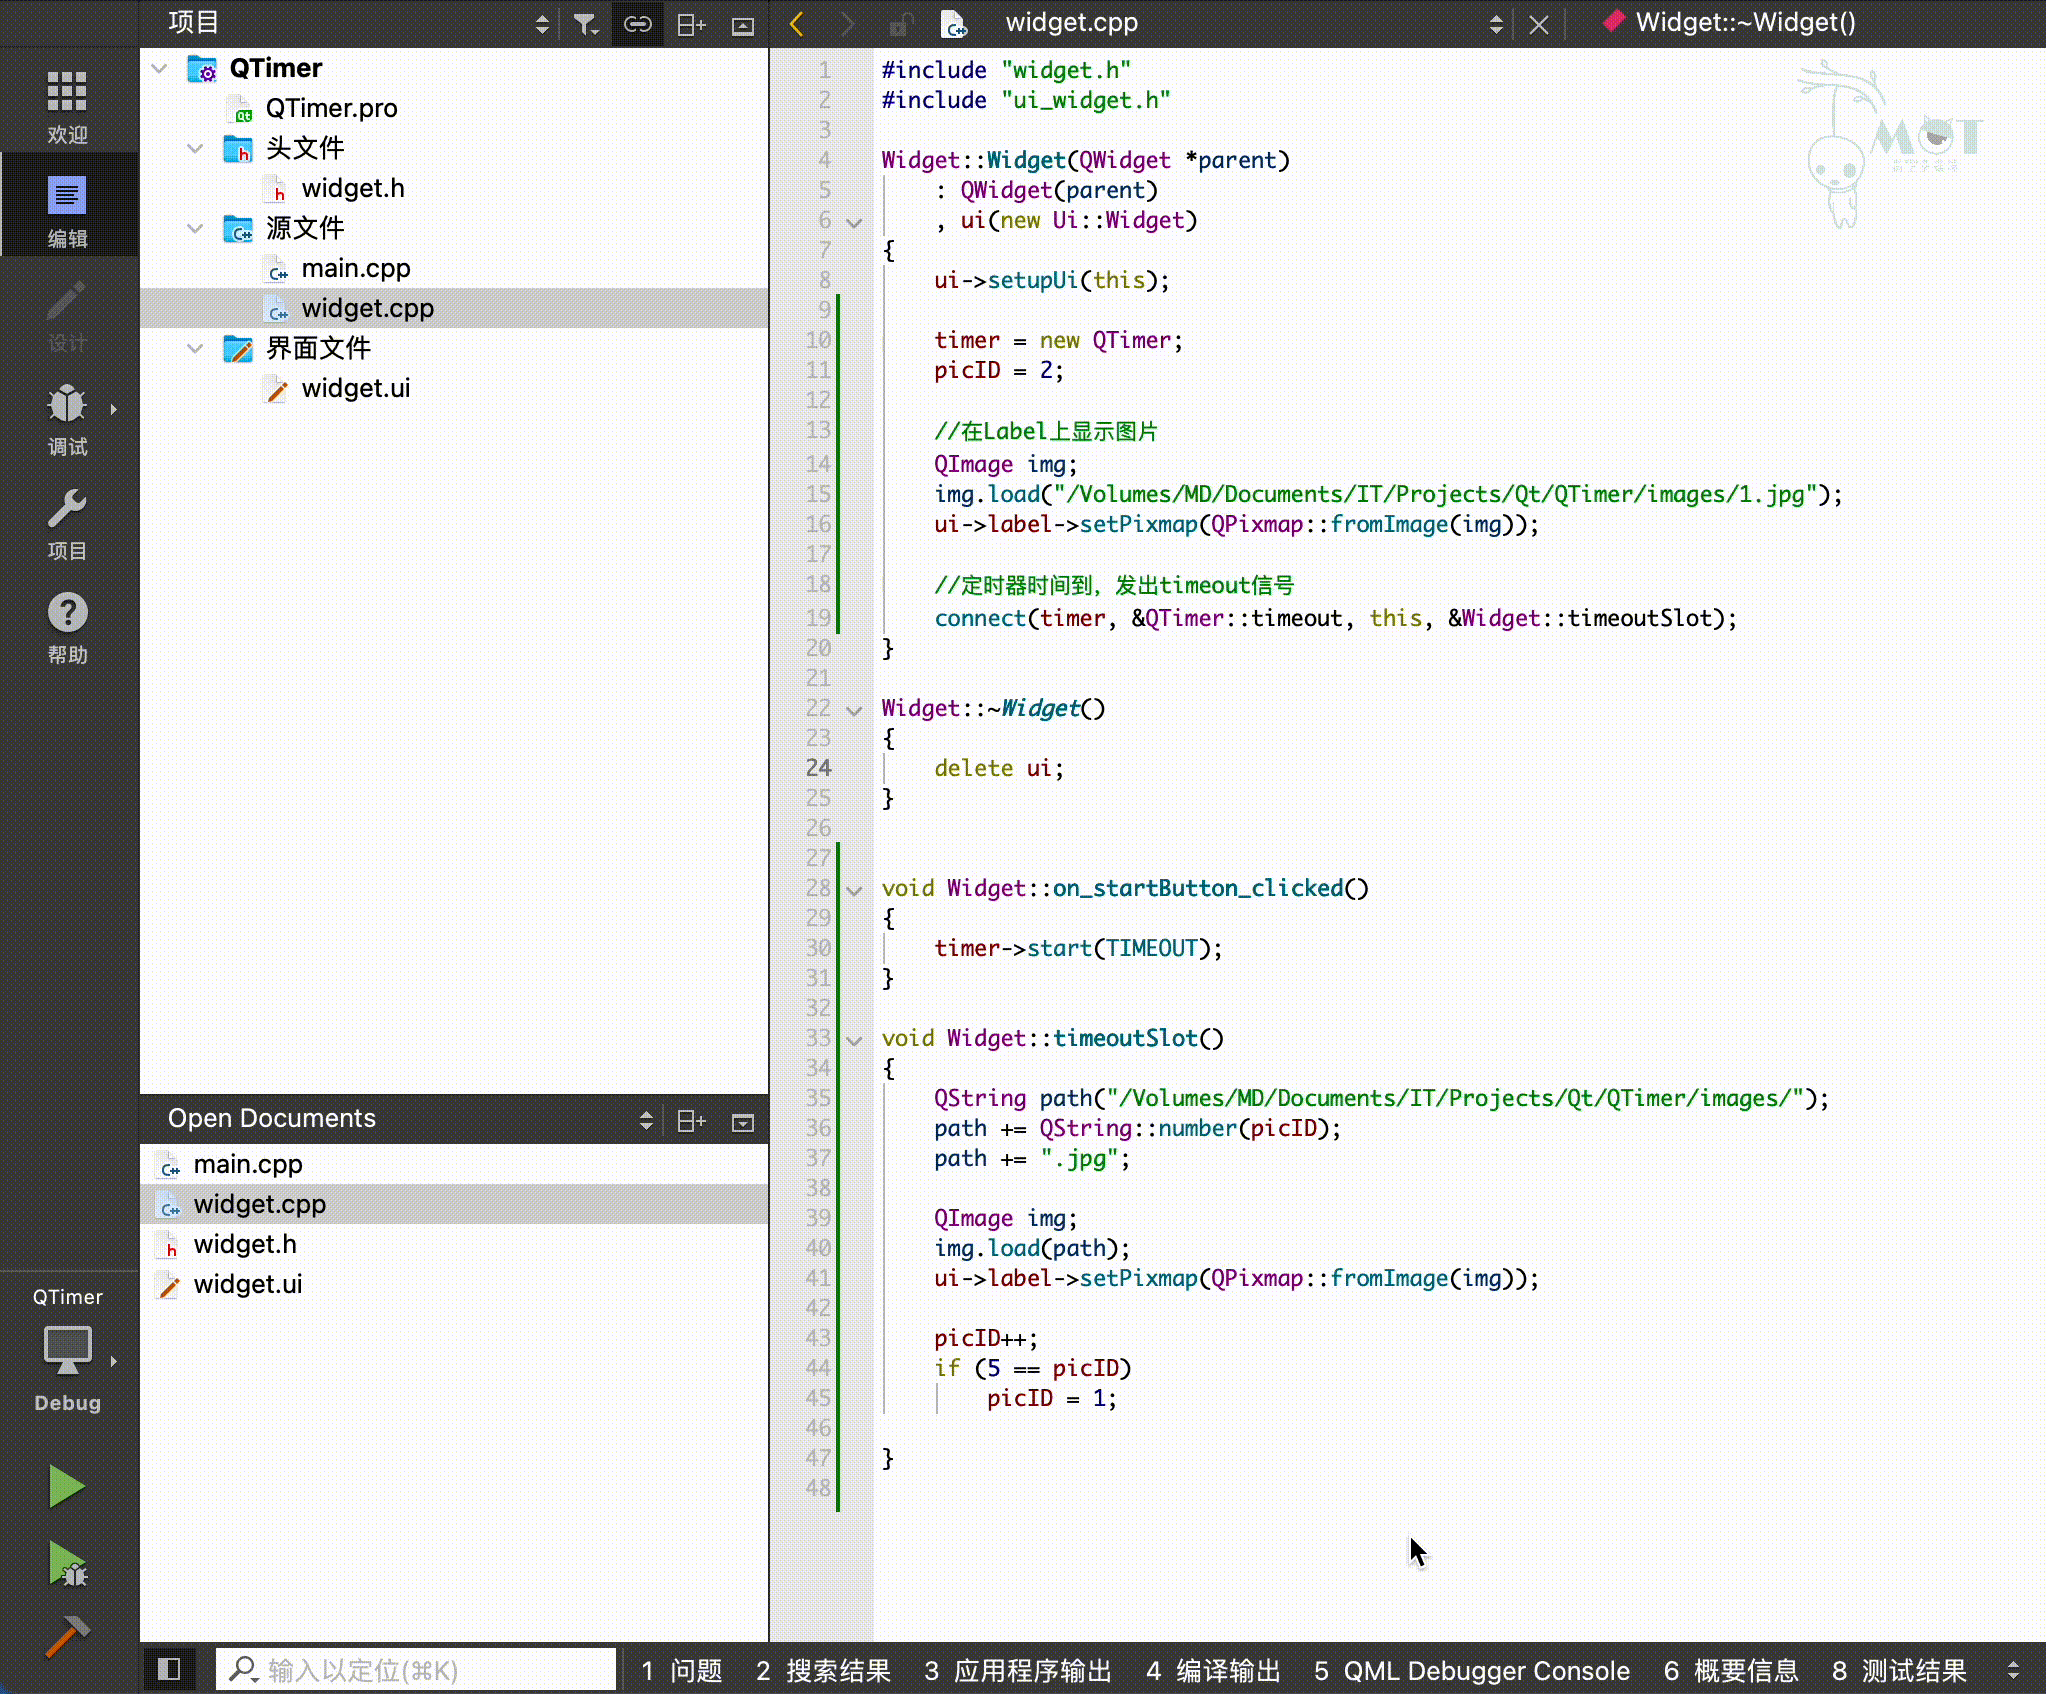 项目
widget.cpp
Widget::~Widget()
欢迎
编辑
设计
调试
项目
帮助
QTimer
Debug
QTimer
QTimer.pro
头文件
widget.h
源文件
main.cpp
widget.cpp
界面文件
widget.ui
Open Documents
main.cpp
widget.cpp
widget.h
widget.ui
MOT
1 #include "widget.h"
2 #include "ui_widget.h"
3
4 Widget::Widget(QWidget *parent)
5 : QWidget(parent)
6 , ui(new Ui::Widget)
7 {
8 ui->setupUi(this);
9
10 timer = new QTimer;
11 picID = 2;
12
13 //在Label上显示图片
14 QImage img;
15 img.load("/Volumes/MD/Documents/IT/Projects/Qt/QTimer/images/1.jpg");
16 ui->label->setPixmap(QPixmap::fromImage(img));
17
18 //定时器时间到，发出timeout信号
19 connect(timer, &QTimer::timeout, this, &Widget::timeoutSlot);
20 }
21
22 Widget::~Widget()
23 {
24 delete ui;
25 }
26
27
28 void Widget::on_startButton_clicked()
29 {
30 timer->start(TIMEOUT);
31 }
32
33 void Widget::timeoutSlot()
34 {
35 QString path("/Volumes/MD/Documents/IT/Projects/Qt/QTimer/images/");
36 path += QString::number(picID);
37 path += ".jpg";
38
39 QImage img;
40 img.load(path);
41 ui->label->setPixmap(QPixmap::fromImage(img));
42
43 picID++;
44 if (5 == picID)
45 picID = 1;
46
47 }
48
输入以定位(⌘K)
1 问题 2 搜索结果 3 应用程序输出 4 编译输出 5 QML Debugger Console 6 概要信息 8 测试结果